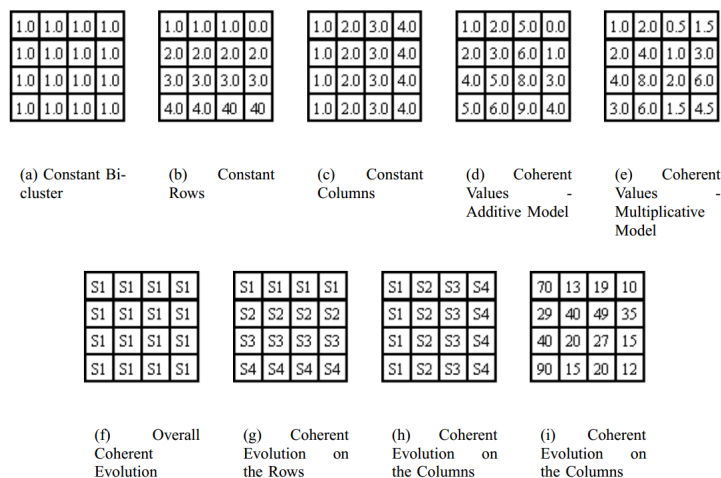 1.0 1.0 1.0 1.0 1.0 1.0 1.0 0.0 1.0 2.0 3.0 4.0 1.0 2.0 5.0 0.0 1.0 2.0 0.5 1.5
1.0 1.0 1.0 1.0 2.0 2.0 2.0 2.0 1.0 2.0 3.0 4.0 2.0 3.0 6.0 1.0 2.0 4.0 1.0 3.0
1.0 1.0 1.0 1.0 3.0 3.0 3.0 3.0 1.0 2.0 3.0 4.0 4.0 5.0 8.0 3.0 4.0 8.0 2.0 6.0
1.0 1.0 1.0 1.0 4.0 4.0 40 40 1.0 2.0 3.0 4.0 5.0 6.0 9.0 4.0 3.0 6.0 1.5 4.5
(a) Constant Bi-
cluster
(b) Constant
Rows
(c) Constant
Columns
(d) Coherent
Values -
Additive Model
(e) Coherent
Values -
Multiplicative
Model
S1 S1 S1 S1 S1 S1 S1 S1 S1 S2 S3 S4 70 13 19 10
S1 S1 S1 S1 S2 S2 S2 S2 S1 S2 S3 S4 29 40 49 35
S1 S1 S1 S1 S3 S3 S3 S3 S1 S2 S3 S4 40 20 27 15
S1 S1 S1 S1 S4 S4 S4 S4 S1 S2 S3 S4 90 15 20 12
(f) Overall
Coherent
Evolution
(g) Coherent
Evolution on
the Rows
(h) Coherent
Evolution on
the Columns
(i) Coherent
Evolution on
the Columns